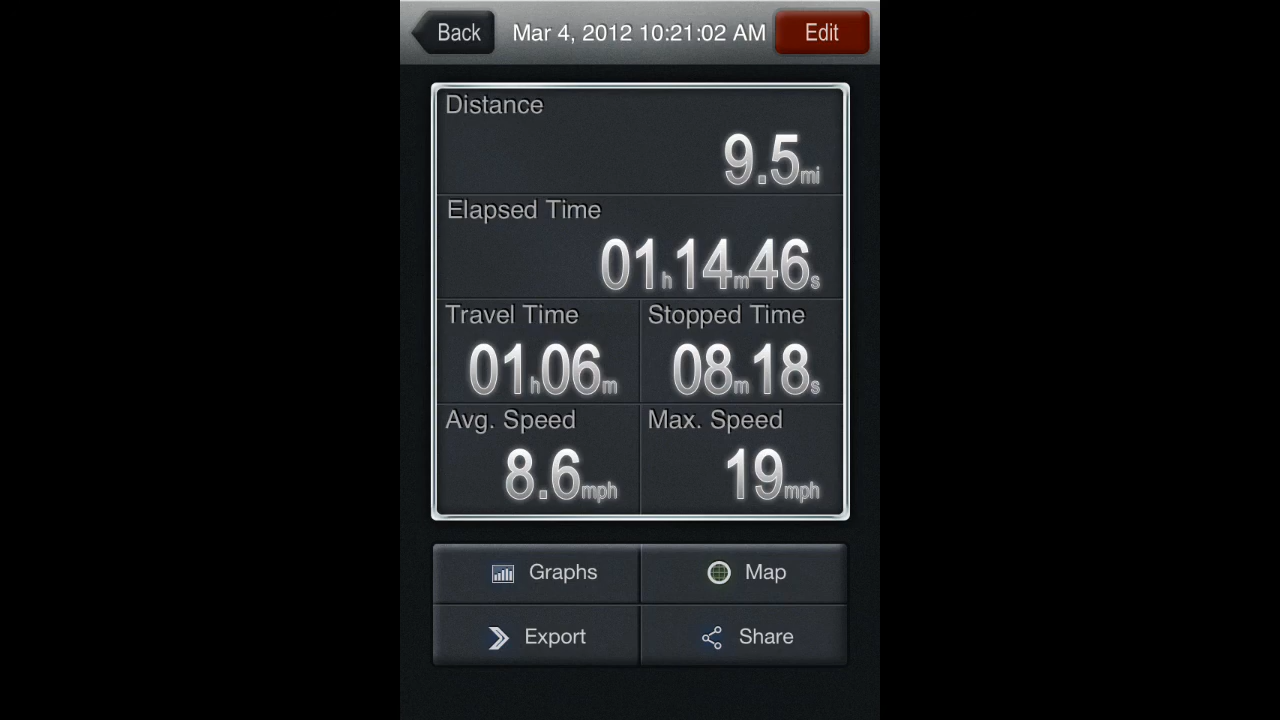 Back Mar 4, 2012 10:21:02 AM Edit
Distance
9.5mi
Elapsed Time
01h14m46s
Travel Time Stopped Time
01h06m 08m18s
Avg. Speed Max. Speed
8.6mph 19mph
Graphs Map
Export Share